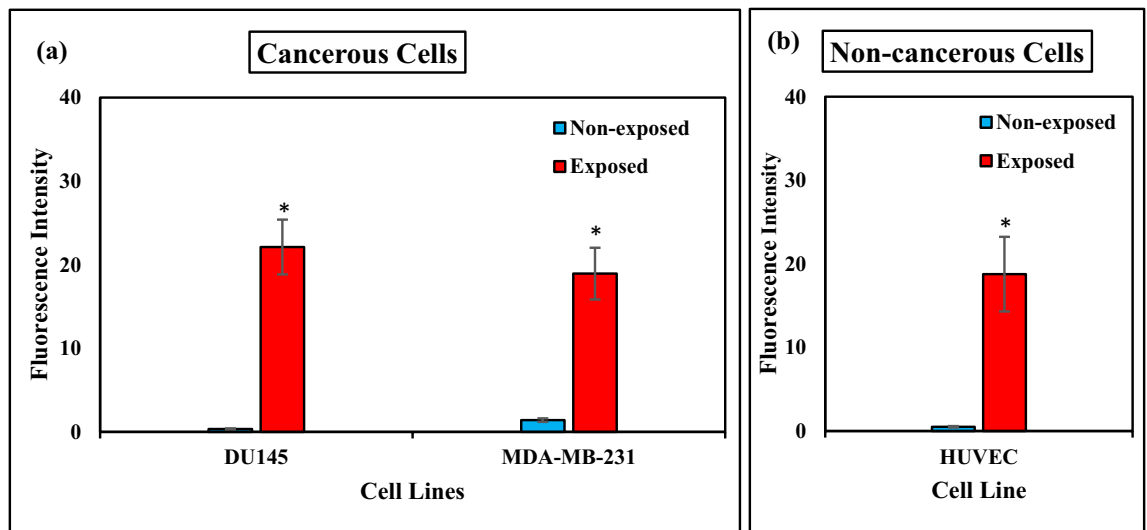 (a)
Cancerous Cells
40
30
20
10
0
Fluorescence Intensity
Non-exposed
Exposed
*
*
DU145
MDA-MB-231
Cell Lines
(b)
Non-cancerous Cells
40
30
20
10
0
Fluorescence Intensity
Non-exposed
Exposed
*
HUVEC
Cell Line